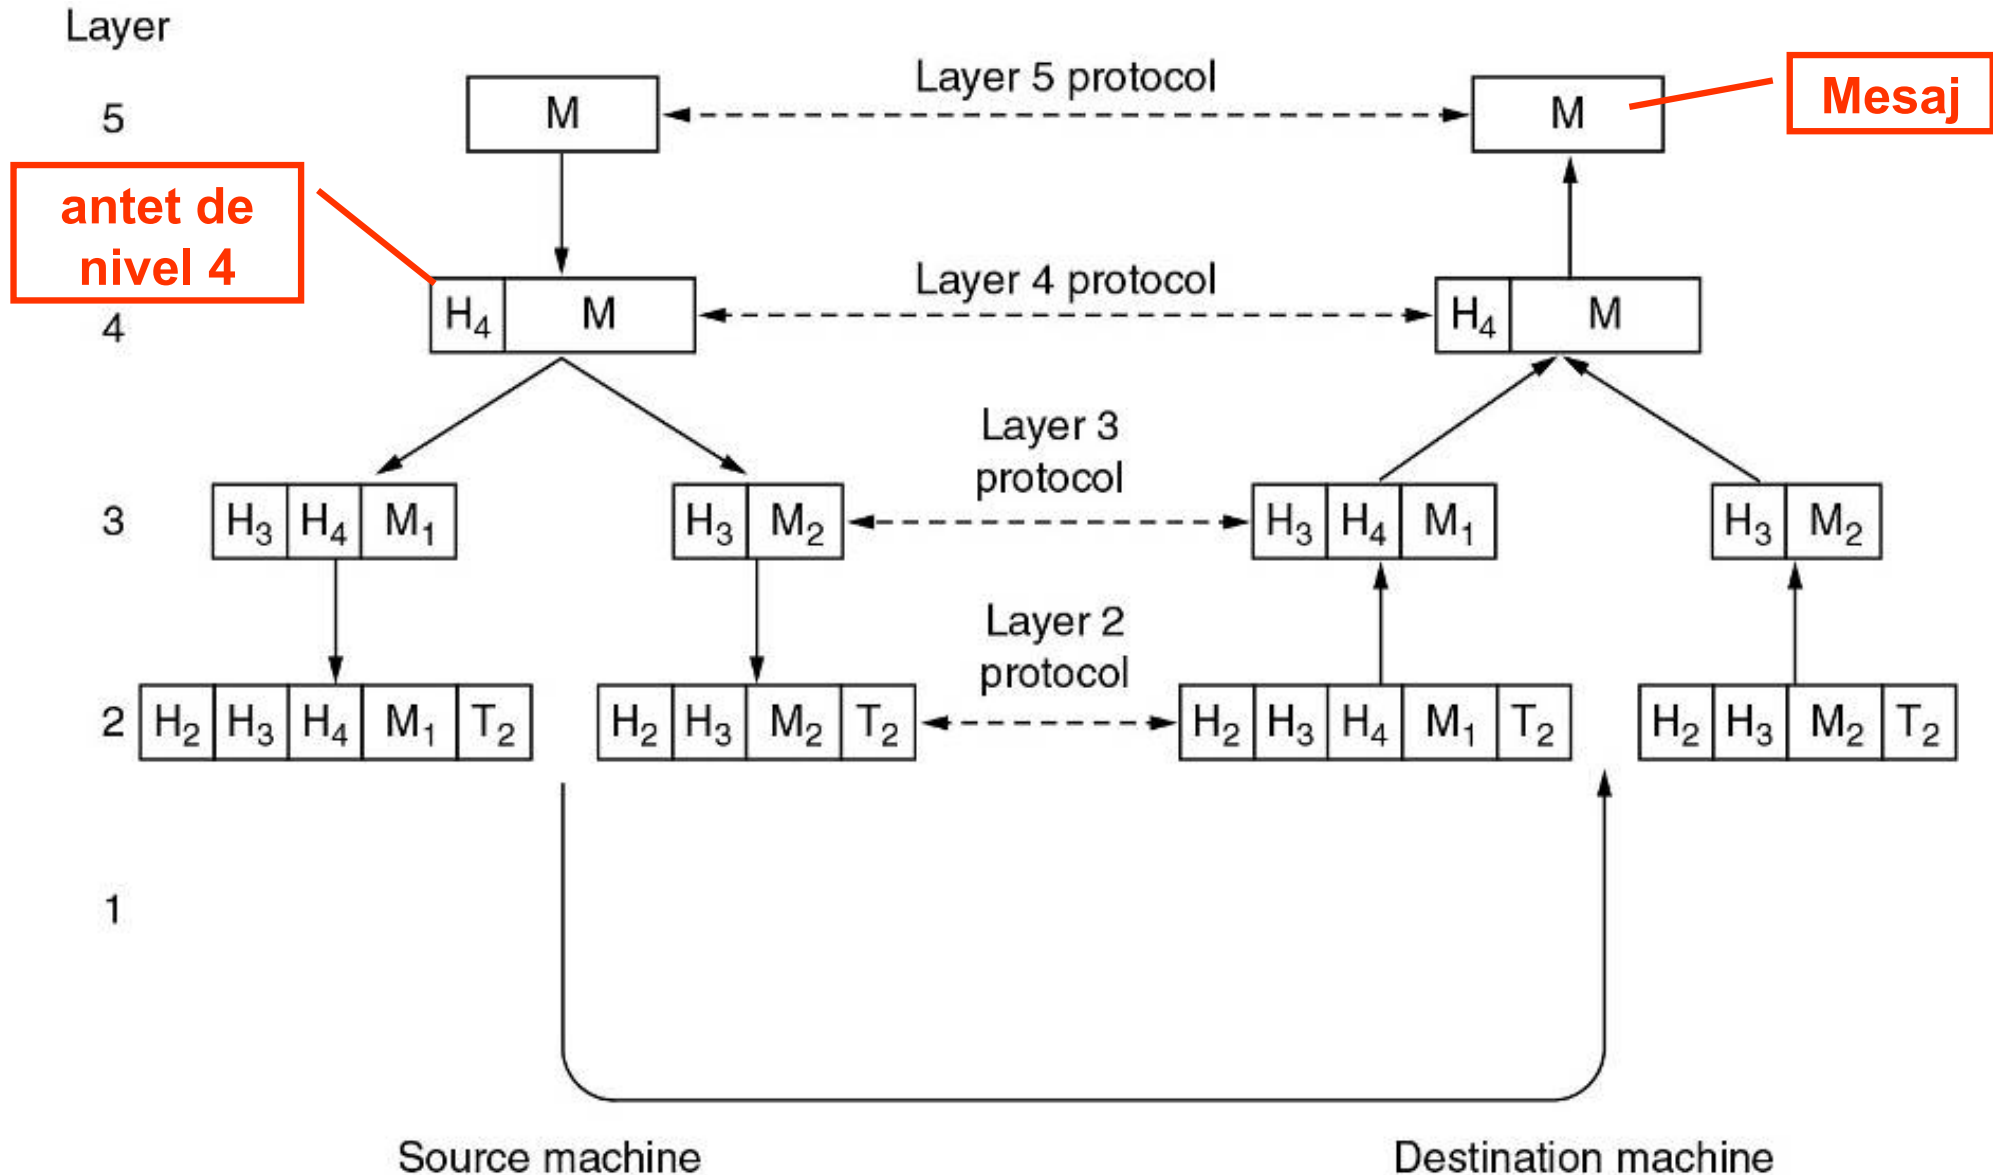 Layer
5
M
Layer 5 protocol
M
Mesaj
antet de
nivel 4
4
H4 M
Layer 4 protocol
H4 M
3
H3 H4 M1
H3 M2
Layer 3
protocol
H3 H4 M1
H3 M2
2
H2 H3 H4 M1 T2
H2 H3 M2 T2
Layer 2
protocol
H2 H3 H4 M1 T2
H2 H3 M2 T2
1
Source machine
Destination machine